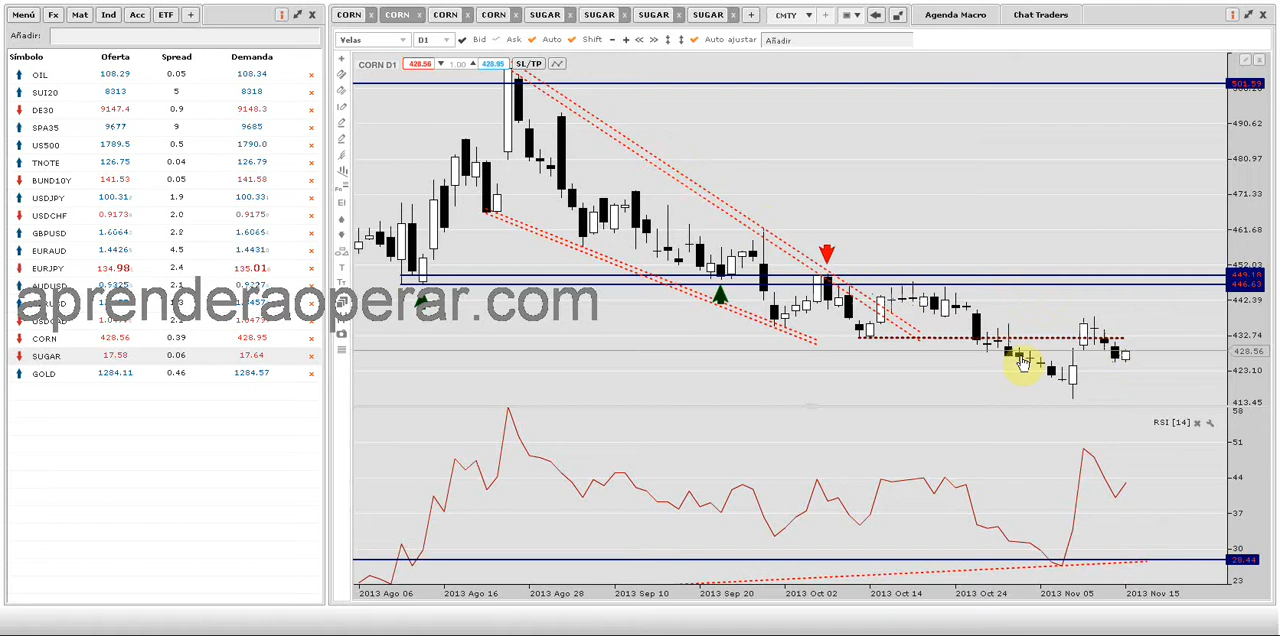 Menú Fx Mat Ind Acc ETF +
Añadir:
Símbolo Oferta Spread Demanda
OIL 108.29 0.05 108.34
SUI20 8313 5 8318
DE30 9147.4 0.9 9148.3
SPA35 9677 9 9685
US500 1789.5 0.5 1790.0
TNOTE 126.75 0.04 126.79
BUND10Y 141.53 0.05 141.58
USDJPY 100.31 1.9 100.33
USDCHF 0.9173 2.0 0.9175
GBPUSD 1.6064 2.2 1.6066
EURAUD 1.4426 4.5 1.4431
EURJPY 134.98 2.4 135.01
aprenderaoperar.com
CORN 428.56 0.39 428.95
SUGAR 17.58 0.06 17.64
GOLD 1284.11 0.46 1284.57
CORN CORN CORN CORN SUGAR SUGAR SUGAR SUGAR + CMTY + Agenda Macro Chat Traders
Velas D1 Bid Ask Auto Shift Auto ajustar Añadir
CORN D1 428.56 1.00 428.95 SL/TP
501.59
490.62
480.97
471.33
461.68
452.03
449.18
446.63
442.39
432.74
428.56
423.10
413.45
RSI [14]
58
51
44
37
30
23
2013 Ago 06 2013 Ago 16 2013 Ago 28 2013 Sep 10 2013 Sep 20 2013 Oct 02 2013 Oct 14 2013 Oct 24 2013 Nov 05 2013 Nov 15